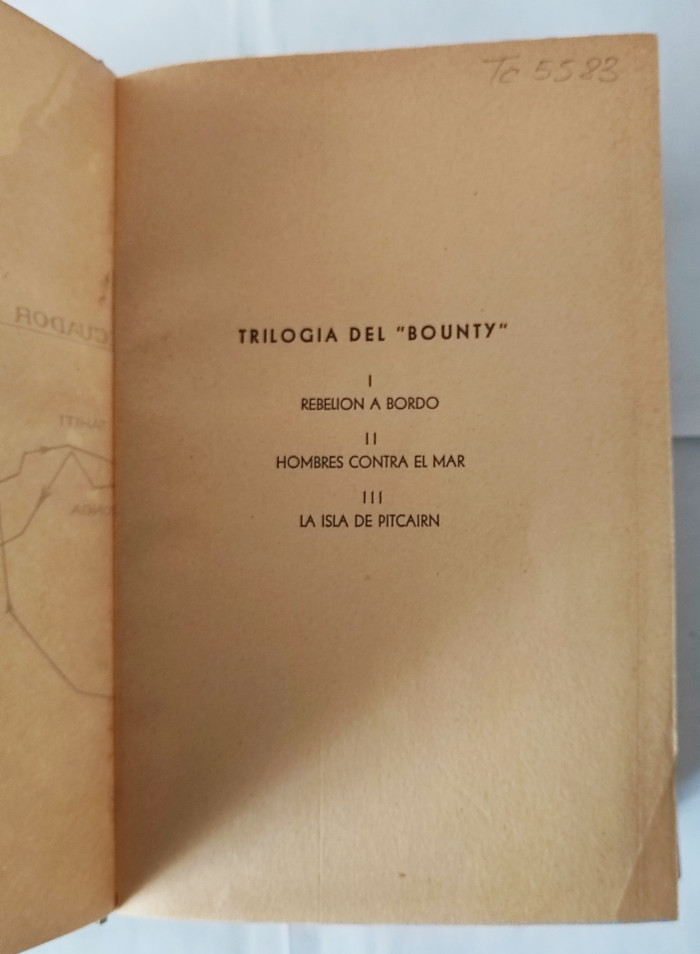 Tc 5583
TRILOGIA DEL "BOUNTY"
I
REBELION A BORDO
II
HOMBRES CONTRA EL MAR
III
LA ISLA DE PITCAIRN
ECUADOR
TAHITI